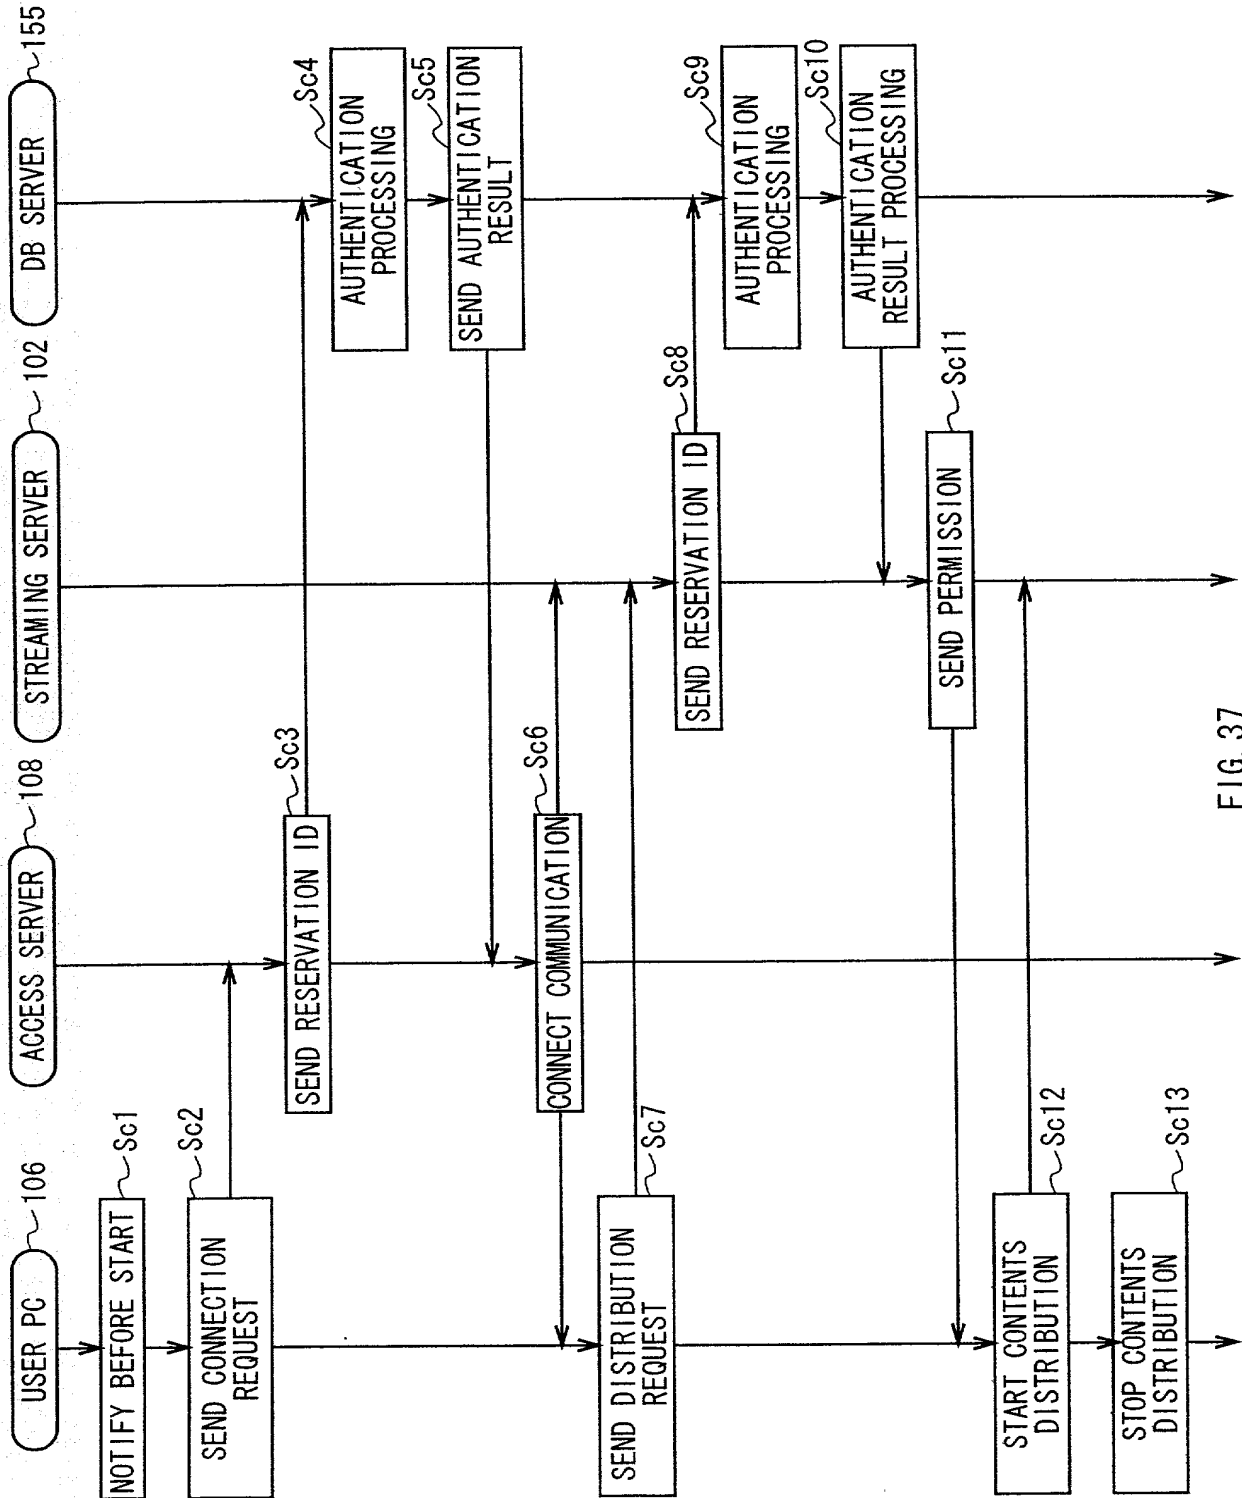 USER PC
106
ACCESS SERVER
108
STREAMING SERVER
102
DB SERVER
155
NOTIFY BEFORE START
Sc1
SEND CONNECTION
REQUEST
Sc2
SEND RESERVATION ID
Sc3
AUTHENTICATION
PROCESSING
Sc4
SEND AUTHENTICATION
RESULT
Sc5
CONNECT COMMUNICATION
Sc6
SEND DISTRIBUTION
REQUEST
Sc7
SEND RESERVATION ID
Sc8
AUTHENTICATION
PROCESSING
Sc9
AUTHENTICATION
RESULT PROCESSING
Sc10
SEND PERMISSION
Sc11
START CONTENTS
DISTRIBUTION
Sc12
STOP CONTENTS
DISTRIBUTION
Sc13
FIG. 37